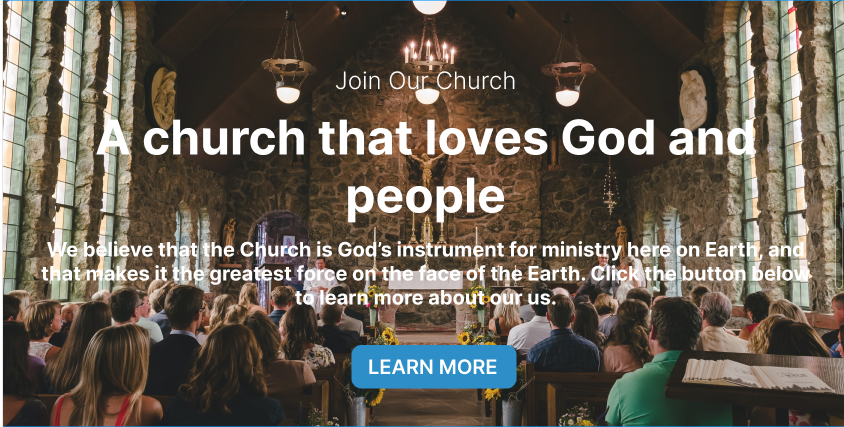 Join Our Church
A church that loves God and
people
We believe that the Church is God's instrument for ministry here on Earth, and
that makes it the greatest force on the face of the Earth. Click the button below
to learn more about our us.
LEARN MORE